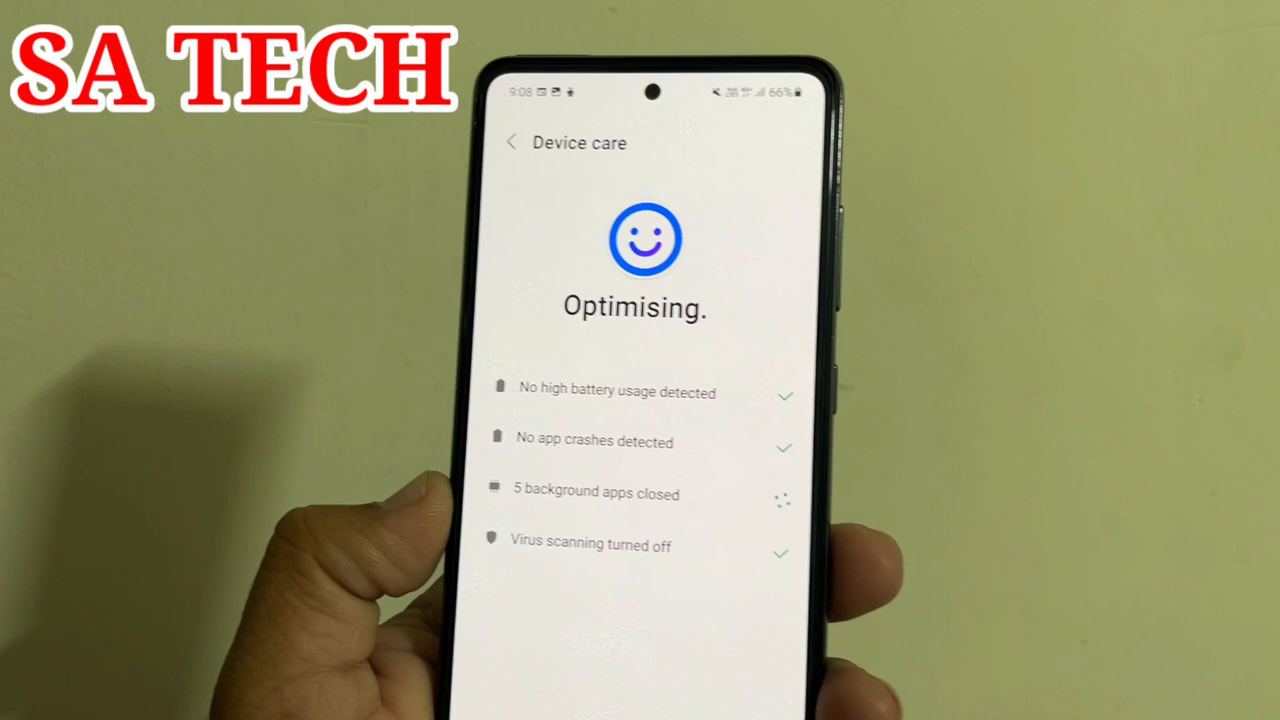 SA TECH
9:08
66%
Device care
Optimising.
No high battery usage detected
No app crashes detected
5 background apps closed
Virus scanning turned off